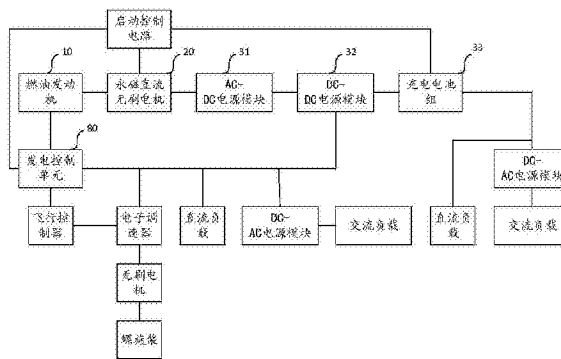 启动控制
电路
10
20
31
32
33
燃油发动
机
永磁直流
无刷电机
AC-
DC电源模块
DC-
DC电源模块
充电电池
组
80
发电控制
单元
DC-
AC电源模块
飞行控
制器
电子调
速器
直流负
载
DC-
AC电源模块
交流负载
直流负
载
交流负载
无刷电
机
螺旋桨